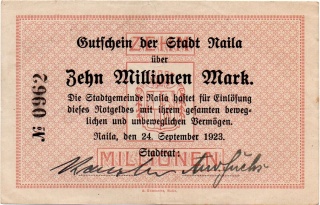 ZEHN
Gutschein der Stadt Naila
über
Zehn Millionen Mark.
Die Stadtgemeinde Naila haftet für Einlösung
dieses Notgeldes mit ihrem gesamten beweg-
lichen und unbeweglichen Vermögen.
Naila, den 24. September 1923.
Stadtrat:
MILLIONEN
№ 0962